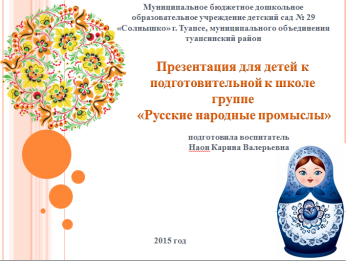 Муниципальное бюджетное дошкольное
образовательное учреждение детский сад № 29
«Солнышко» г. Туапсе, муниципального объединения
туапсинский район
Презентация для детей к
подготовительной к школе
группе
«Русские народные промыслы»
подготовила воспитатель
Наон Карина Валерьевна
2015 год